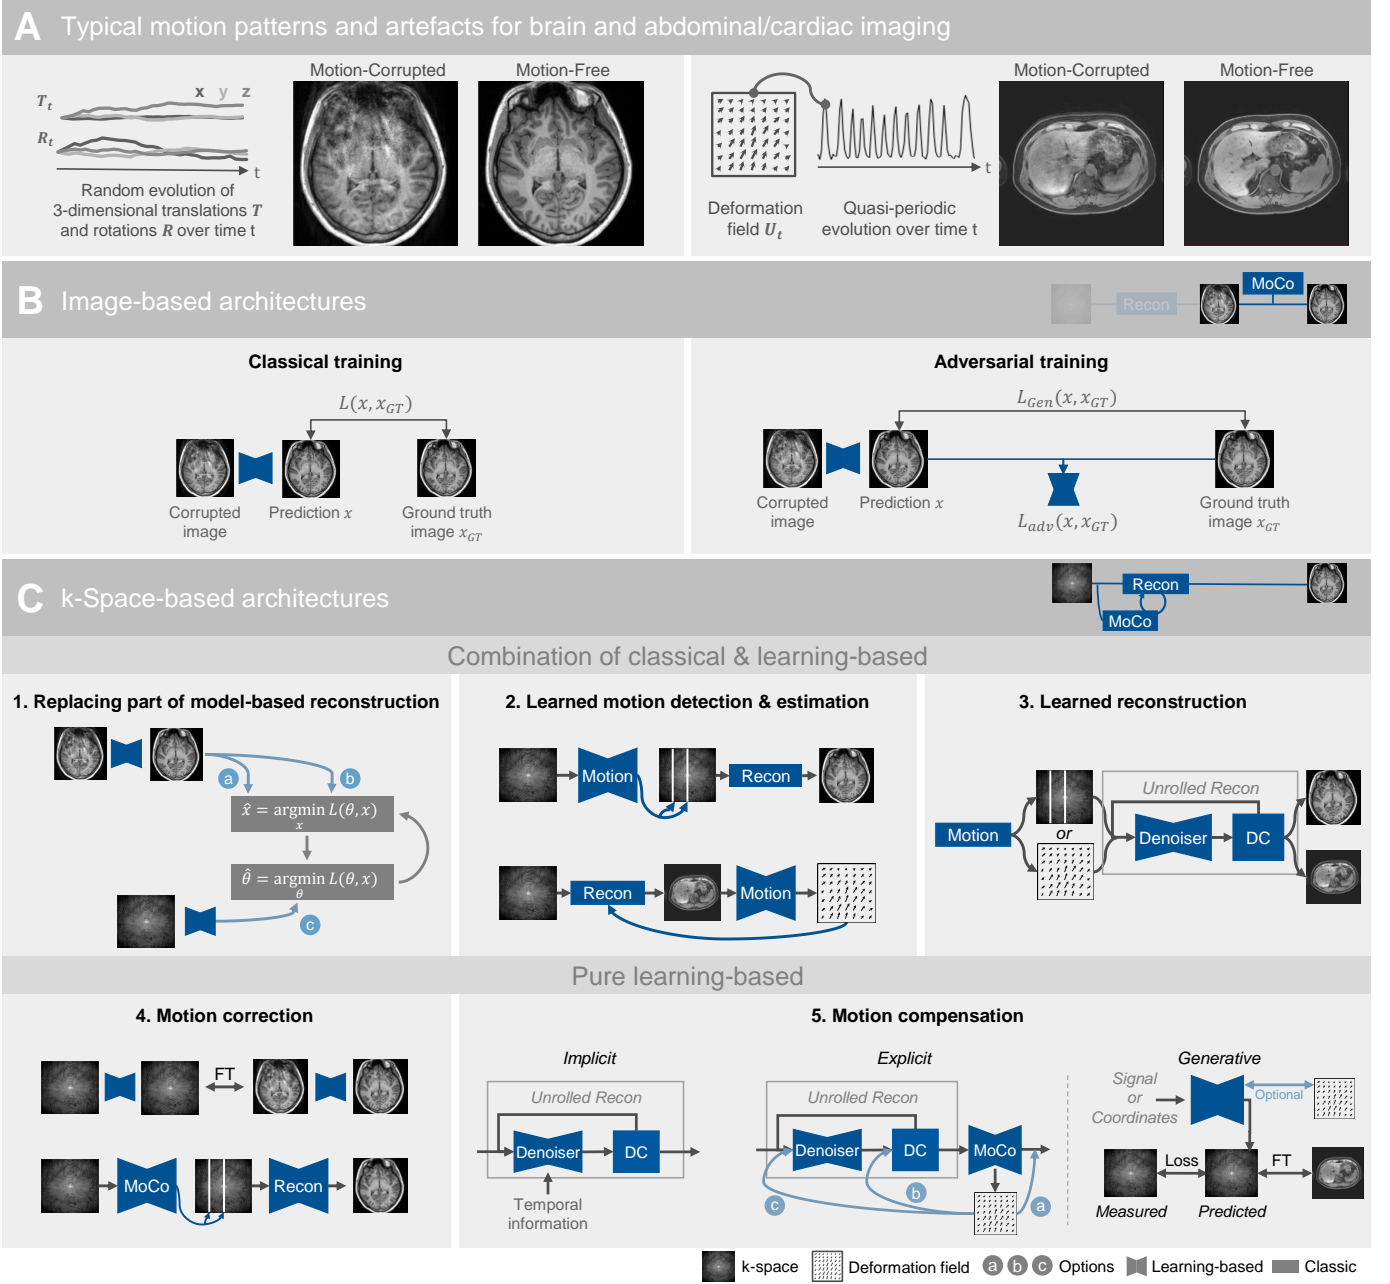 A Typical motion patterns and artefacts for brain and abdominal/cardiac imaging
x y z
T_t
R_t
t
Random evolution of
3-dimensional translations T
and rotations R over time t
Motion-Corrupted
Motion-Free
Deformation
field U_t
t
Quasi-periodic
evolution over time t
Motion-Corrupted
Motion-Free
B Image-based architectures
Recon
MoCo
Classical training
L(x, x_GT)
Corrupted
image
Prediction x
Ground truth
image x_GT
Adversarial training
L_Gen(x, x_GT)
Corrupted
image
Prediction x
L_adv(x, x_GT)
Ground truth
image x_GT
C k-Space-based architectures
Recon
MoCo
Combination of classical & learning-based
1. Replacing part of model-based reconstruction
a
b
x̂ = argmin L(θ, x)
x
θ̂ = argmin L(θ, x)
θ
c
2. Learned motion detection & estimation
Motion
Recon
Recon
Motion
3. Learned reconstruction
Motion
or
Unrolled Recon
Denoiser
DC
Pure learning-based
4. Motion correction
FT
MoCo
Recon
5. Motion compensation
Implicit
Unrolled Recon
Denoiser
DC
Temporal
information
Explicit
Unrolled Recon
Denoiser
DC
MoCo
c
b
a
Generative
Signal
or
Coordinates
Optional
Loss
FT
Measured
Predicted
k-space
Deformation field
a b c Options
Learning-based
Classic